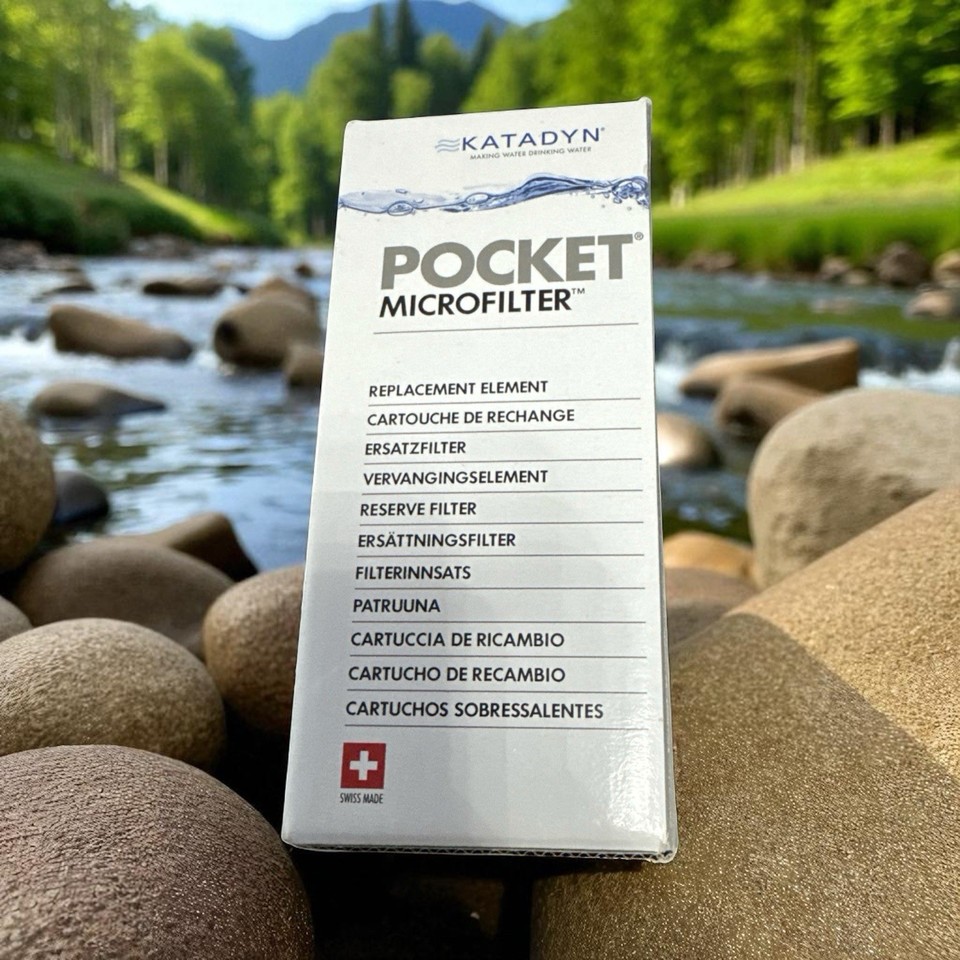 KATADYN®
MAKING WATER DRINKING WATER
POCKET®
MICROFILTER™
REPLACEMENT ELEMENT
CARTOUCHE DE RECHANGE
ERSATZFILTER
VERVANGINGSELEMENT
RESERVE FILTER
ERSÄTTNINGSFILTER
FILTERINNSATS
PATRUUNA
CARTUCCIA DE RICAMBIO
CARTUCHO DE RECAMBIO
CARTUCHOS SOBRESSALENTES
SWISS MADE